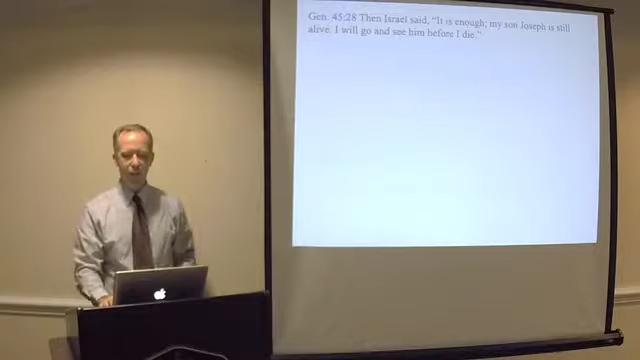 Gen. 45:28 Then Israel said, “It is enough; my son Joseph is still
alive. I will go and see him before I die.”